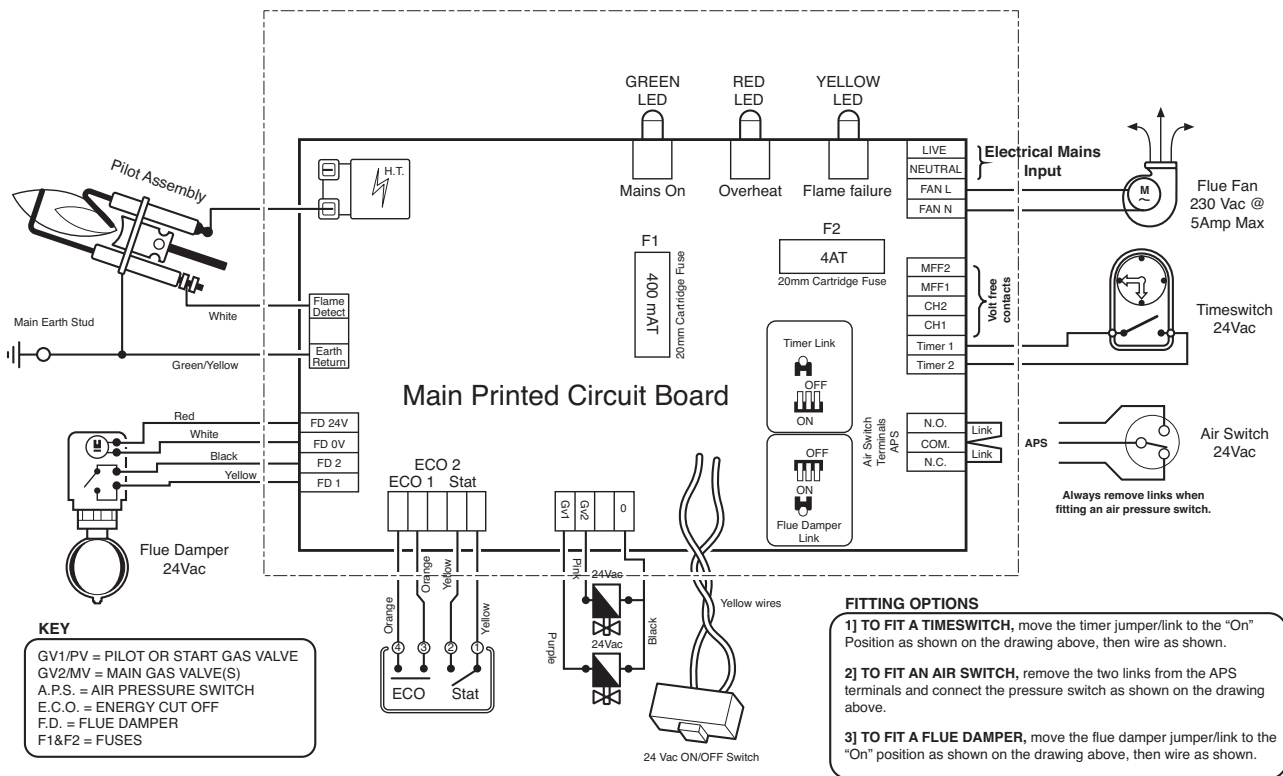 GREEN
LED
RED
LED
YELLOW
LED
Mains On
Overheat
Flame failure
H.T.
Pilot Assembly
LIVE
NEUTRAL
FAN L
FAN N
Electrical Mains
Input
M
~
Flue Fan
230 Vac @
5Amp Max
F1
400 mAT
20mm Cartridge Fuse
F2
4AT
20mm Cartridge Fuse
MFF2
MFF1
CH2
CH1
Timer 1
Timer 2
Volt free
contacts
Timeswitch
24Vac
Flame
Detect
White
Main Earth Stud
Earth
Return
Green/Yellow
Timer Link
OFF
ON
Main Printed Circuit Board
OFF
ON
Flue Damper
Link
Air Switch
Terminals
APS
N.O.
COM.
N.C.
Link
Link
APS
Air Switch
24Vac
Always remove links when
fitting an air pressure switch.
Red
White
Black
Yellow
M
FD 24V
FD 0V
FD 2
FD 1
Flue Damper
24Vac
ECO 2
ECO 1 Stat
Orange
Orange
Yellow
Yellow
4 3 2 1
ECO Stat
Gv1
Gv2
0
Pink
Purple
Black
24Vac
24Vac
Yellow wires
24 Vac ON/OFF Switch
KEY
GV1/PV = PILOT OR START GAS VALVE
GV2/MV = MAIN GAS VALVE(S)
A.P.S. = AIR PRESSURE SWITCH
E.C.O. = ENERGY CUT OFF
F.D. = FLUE DAMPER
F1&F2 = FUSES
FITTING OPTIONS
1] TO FIT A TIMESWITCH, move the timer jumper/link to the “On”
Position as shown on the drawing above, then wire as shown.
2] TO FIT AN AIR SWITCH, remove the two links from the APS
terminals and connect the pressure switch as shown on the drawing
above.
3] TO FIT A FLUE DAMPER, move the flue damper jumper/link to the
“On” position as shown on the drawing above, then wire as shown.